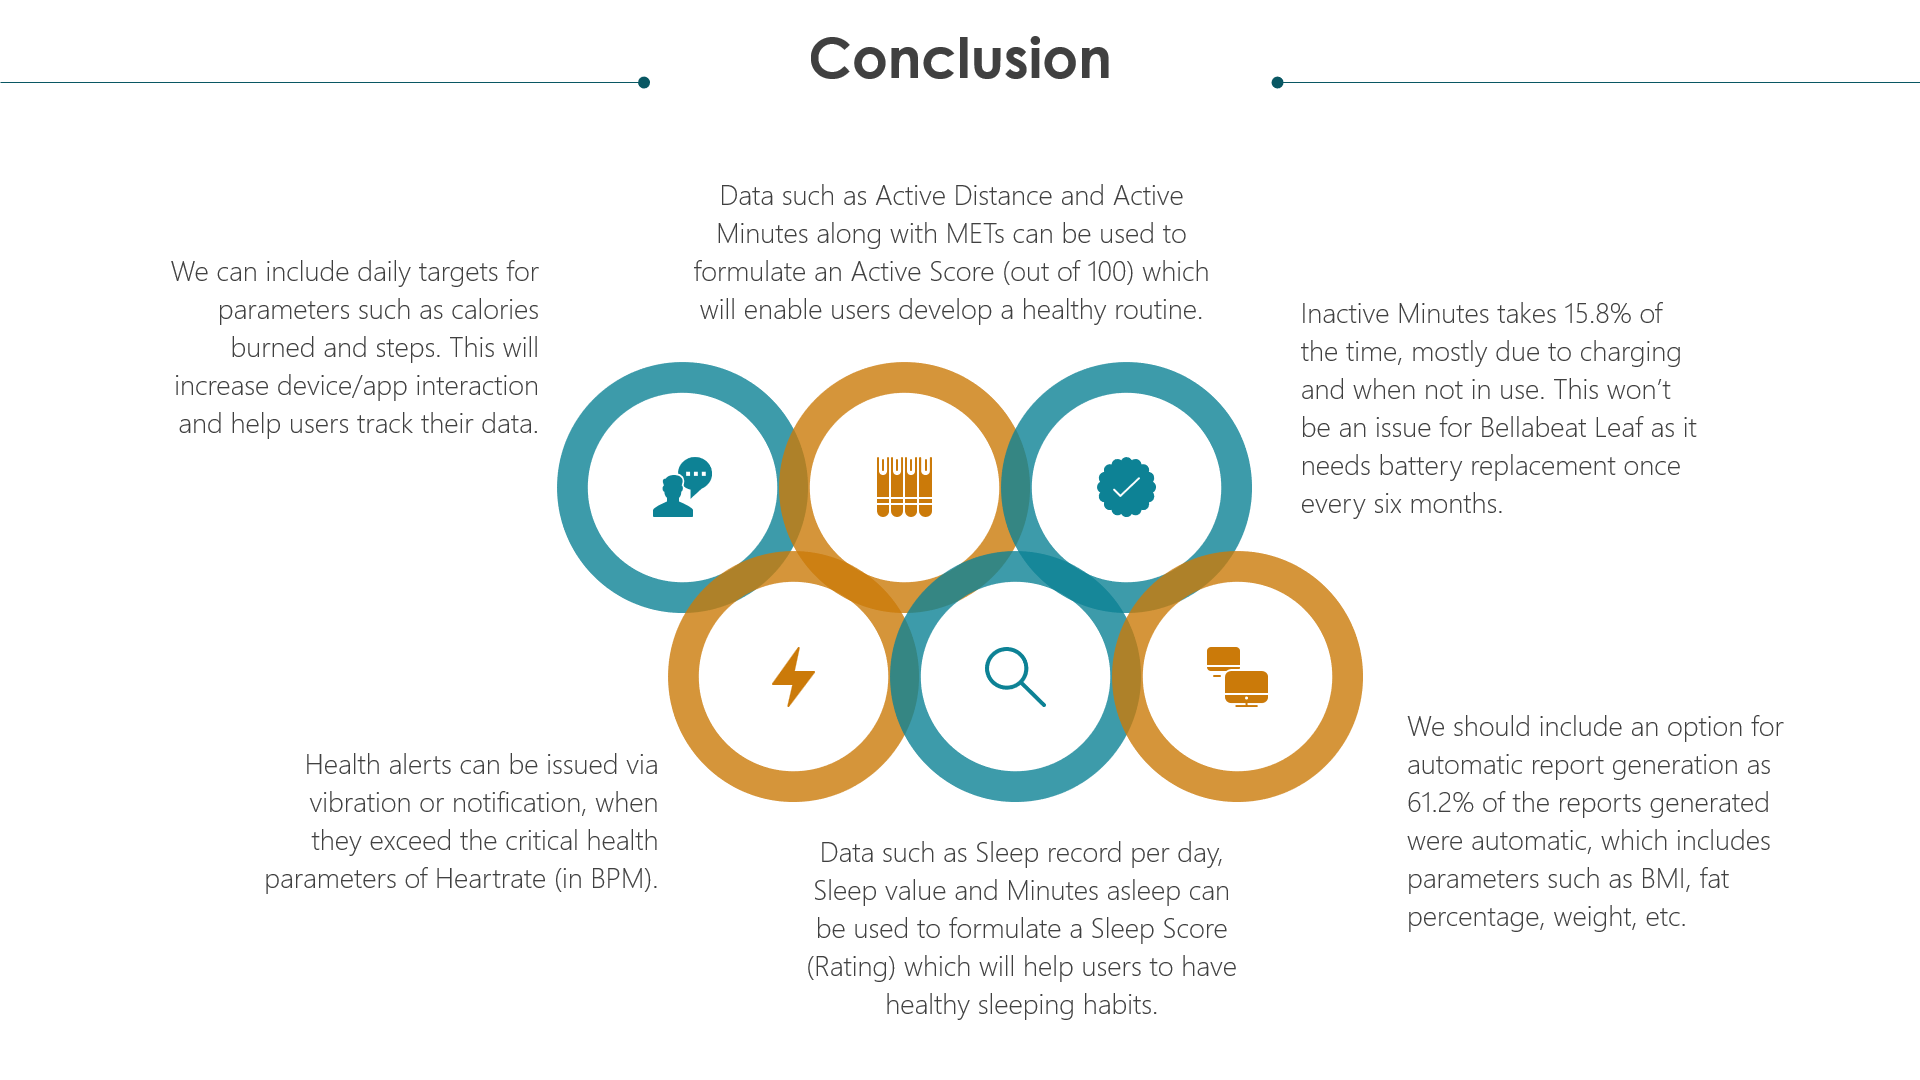 Conclusion
We can include daily targets for
parameters such as calories
burned and steps. This will
increase device/app interaction
and help users track their data.
Data such as Active Distance and Active
Minutes along with METs can be used to
formulate an Active Score (out of 100) which
will enable users develop a healthy routine.
Inactive Minutes takes 15.8% of
the time, mostly due to charging
and when not in use. This won’t
be an issue for Bellabeat Leaf as it
needs battery replacement once
every six months.
Health alerts can be issued via
vibration or notification, when
they exceed the critical health
parameters of Heartrate (in BPM).
Data such as Sleep record per day,
Sleep value and Minutes asleep can
be used to formulate a Sleep Score
(Rating) which will help users to have
healthy sleeping habits.
We should include an option for
automatic report generation as
61.2% of the reports generated
were automatic, which includes
parameters such as BMI, fat
percentage, weight, etc.